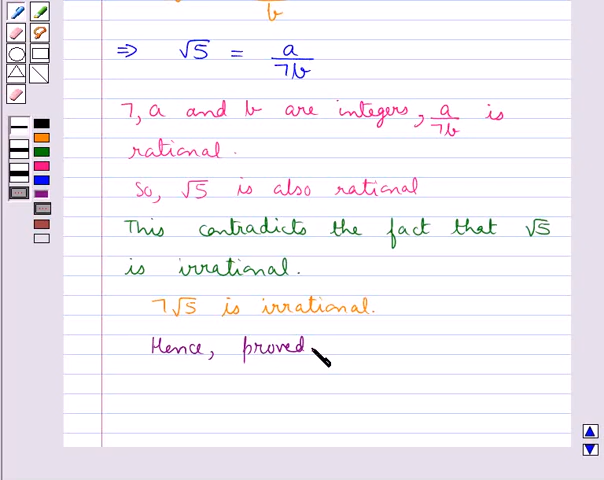 b
⇒ √5 = a/7b
7, a and b are integers, a/7b is
rational.
So, √5 is also rational
This contradicts the fact that √5
is irrational.
7√5 is irrational.
Hence, proved